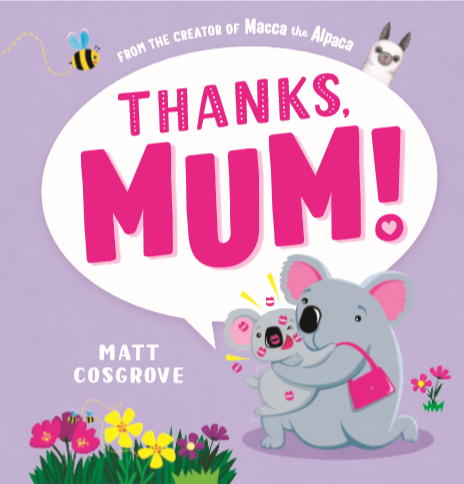 FROM THE CREATOR OF Macca the Alpaca
THANKS,
MUM!
MATT
COSGROVE